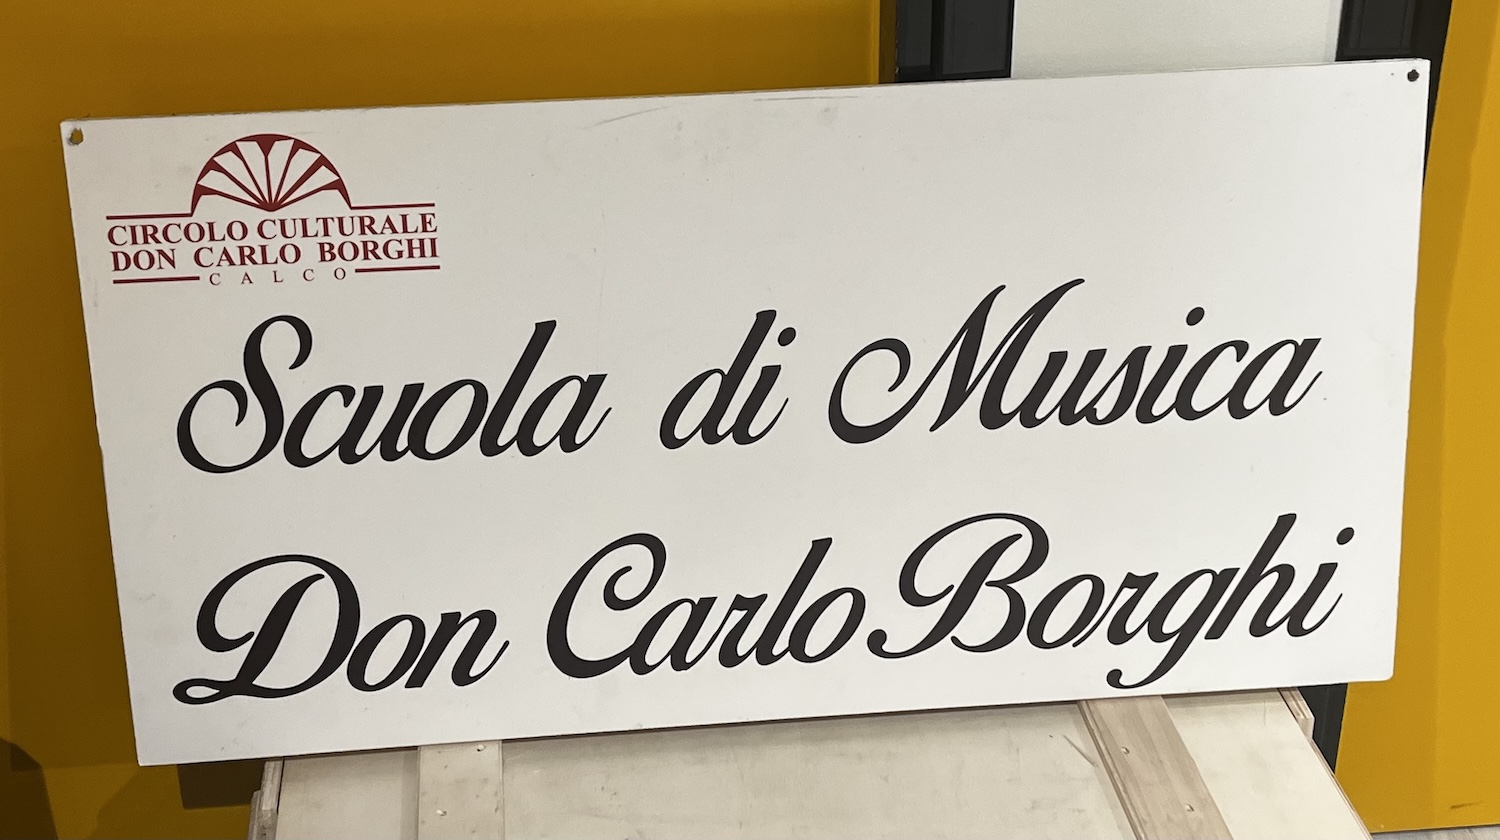 CIRCOLO CULTURALE
DON CARLO BORGHI
CALCO
Scuola di Musica
Don Carlo Borghi